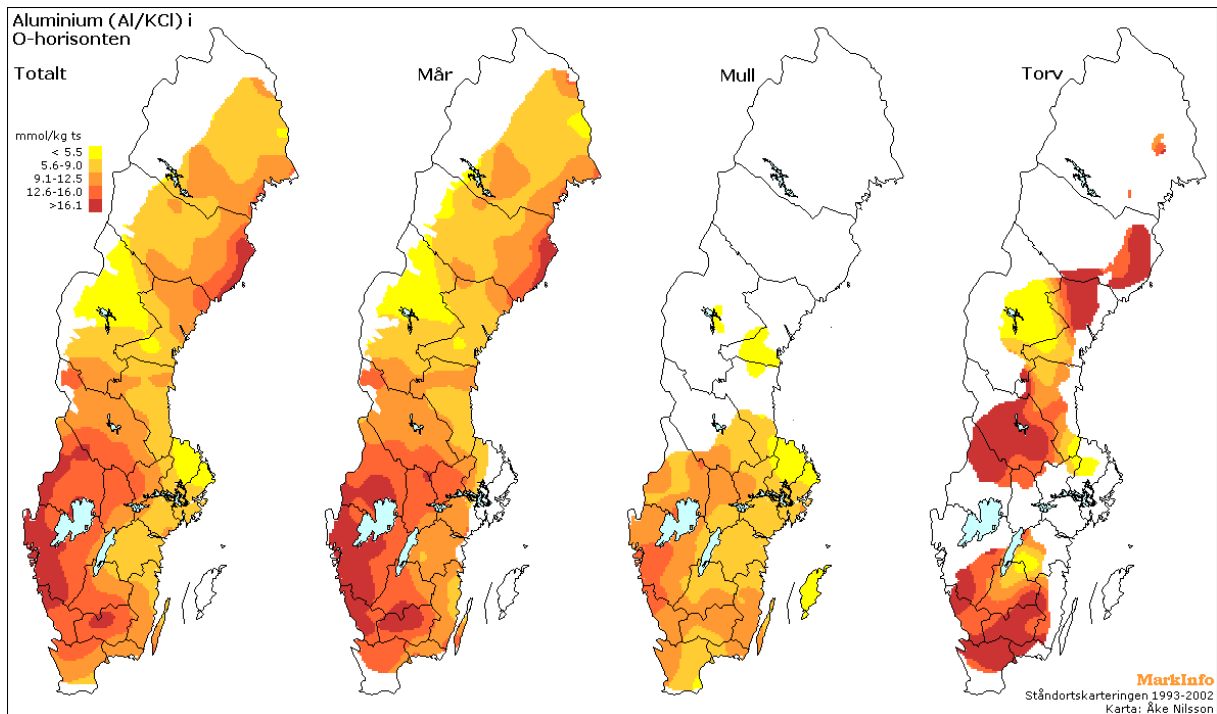 Aluminium (Al/KCl) i
O-horisonten
Totalt
Mår
Mull
Torv
mmol/kg ts
< 5.5
5.6-9.0
9.1-12.5
12.6-16.0
>16.1
MarkInfo
Ståndortskarteringen 1993-2002
Karta: Åke Nilsson